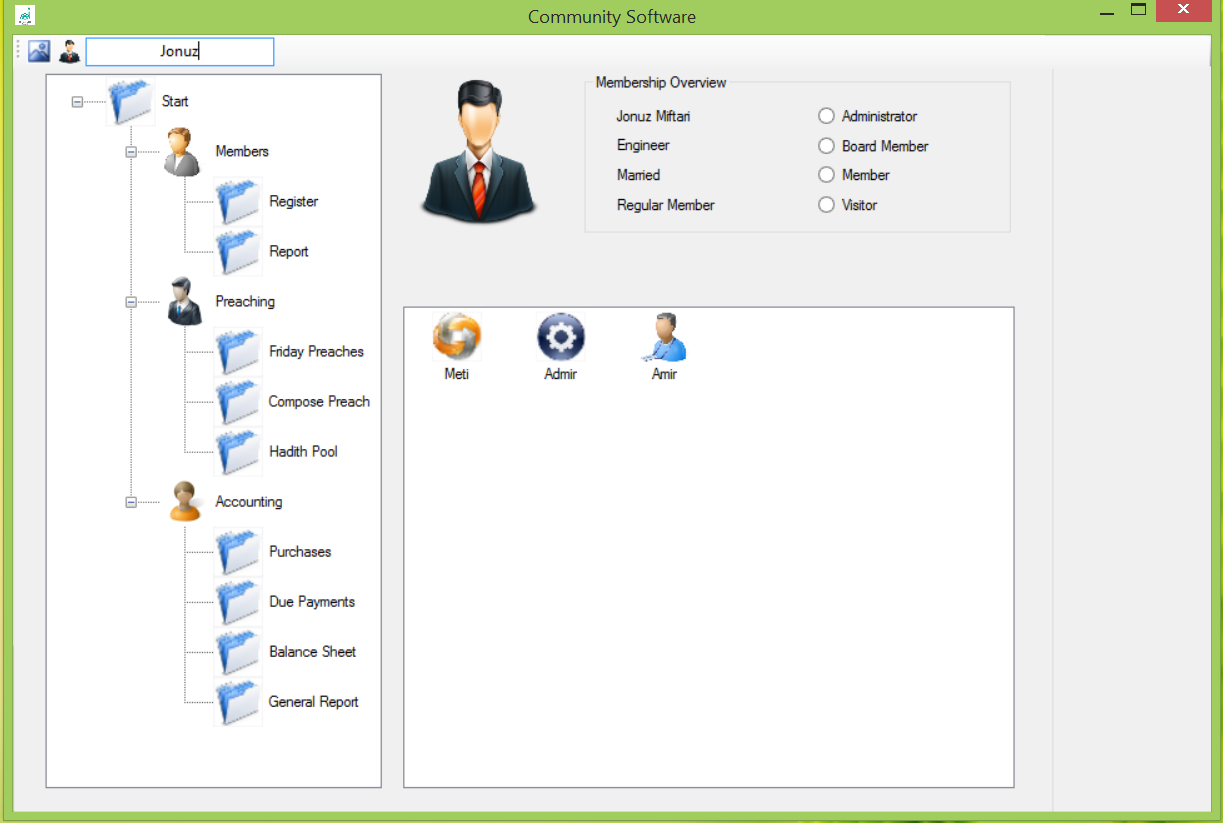 Community Software
Jonuz
Start
Members
Register
Report
Preaching
Friday Preaches
Compose Preach
Hadith Pool
Accounting
Purchases
Due Payments
Balance Sheet
General Report
Membership Overview
Jonuz Miftari
Engineer
Married
Regular Member
Administrator
Board Member
Member
Visitor
Meti
Admir
Amir